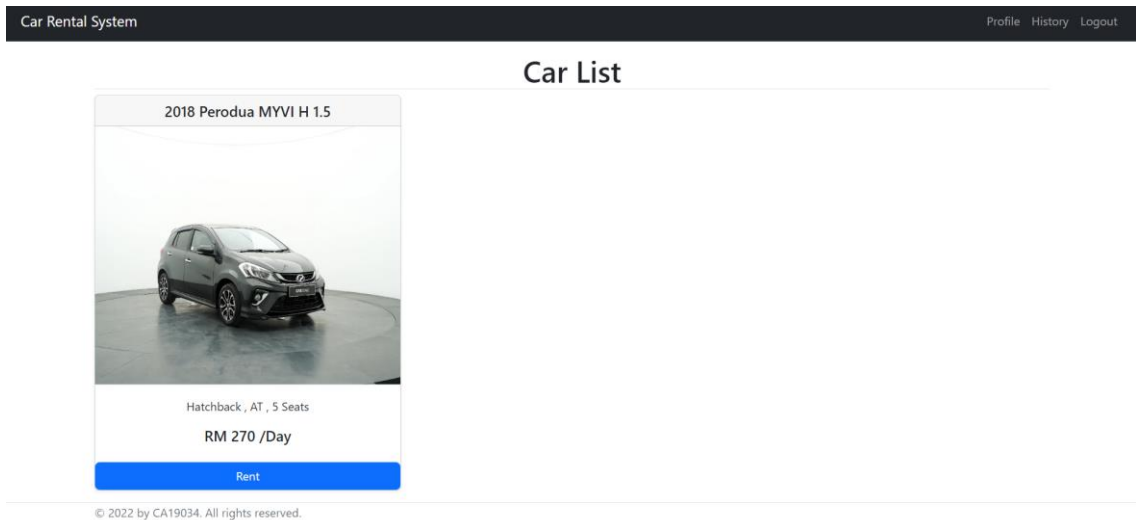 Car Rental System
Profile History Logout
Car List
2018 Perodua MYVI H 1.5
Hatchback , AT , 5 Seats
RM 270 /Day
Rent
© 2022 by CA19034. All rights reserved.